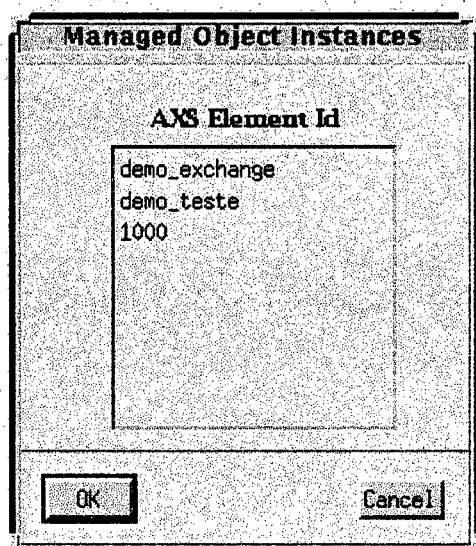 Managed Object Instances
AXS Element Id
demo_exchange
demo_teste
1000
OK
Cancel